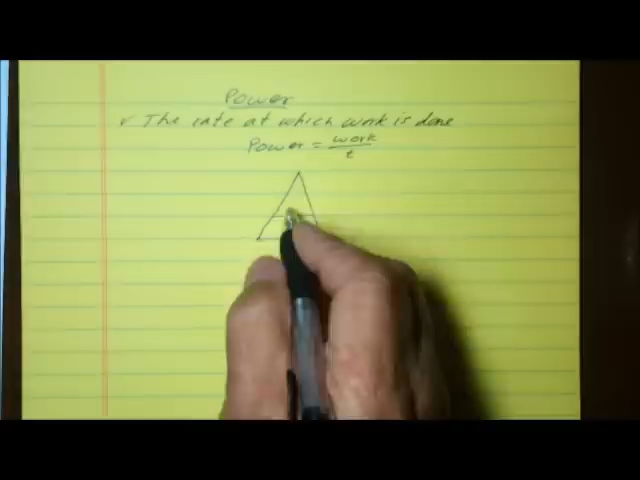 Power
✓ The rate at which work is done
Power = work/t